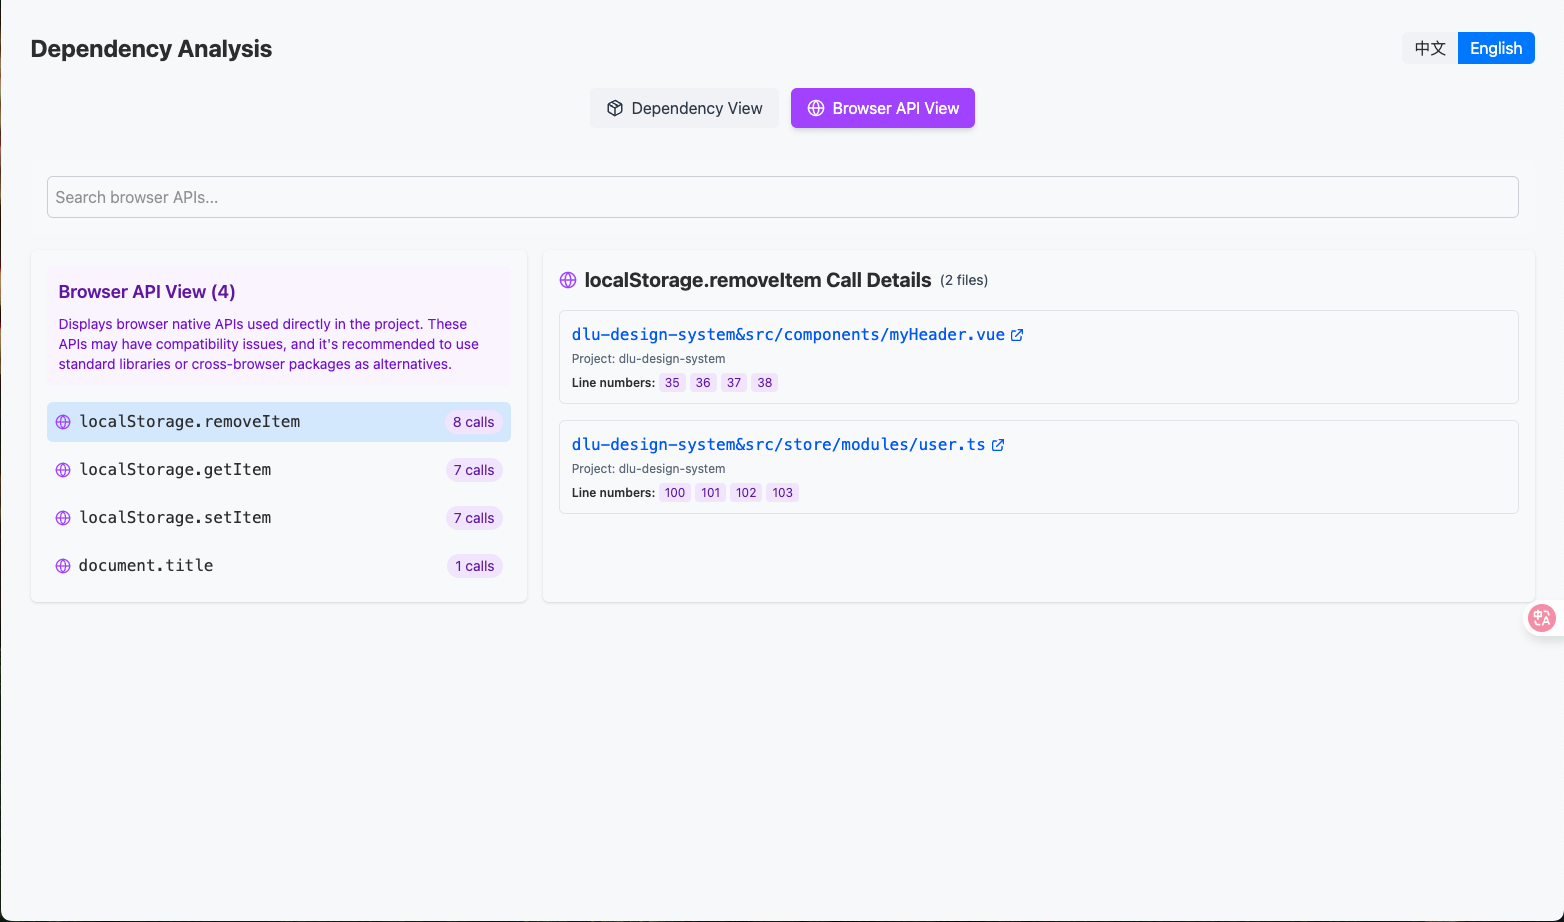 Dependency Analysis
中文 English
Dependency View Browser API View
Search browser APIs...
Browser API View (4)
Displays browser native APIs used directly in the project. These
APIs may have compatibility issues, and it's recommended to use
standard libraries or cross-browser packages as alternatives.
localStorage.removeItem 8 calls
localStorage.getItem 7 calls
localStorage.setItem 7 calls
document.title 1 calls
localStorage.removeItem Call Details (2 files)
dlu-design-system&src/components/myHeader.vue
Project: dlu-design-system
Line numbers: 35 36 37 38
dlu-design-system&src/store/modules/user.ts
Project: dlu-design-system
Line numbers: 100 101 102 103
中A